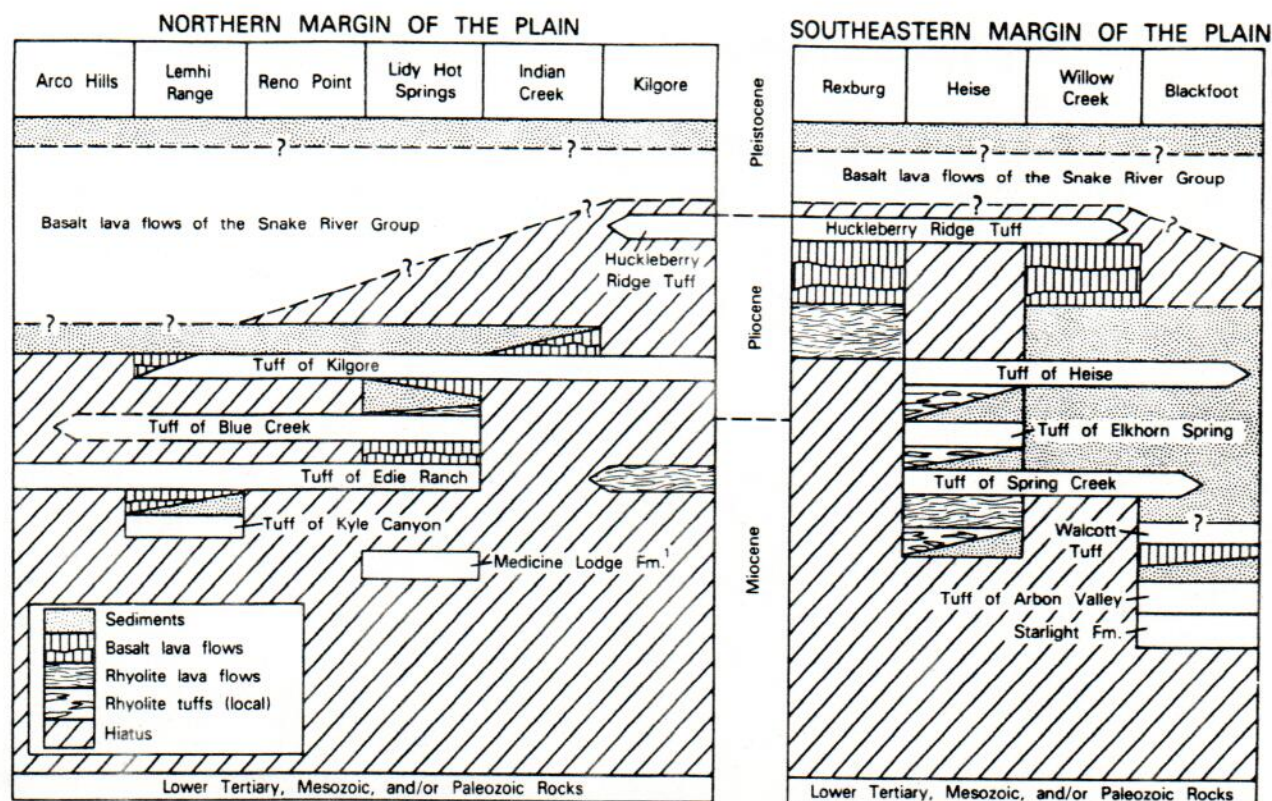 NORTHERN MARGIN OF THE PLAIN
Arco Hills
Lemhi
Range
Reno Point
Lidy Hot
Springs
Indian
Creek
Kilgore
?
?
?
Basalt lava flows of the Snake River Group
?
?
Huckleberry
Ridge Tuff
?
?
?
Tuff of Kilgore
Tuff of Blue Creek
Tuff of Edie Ranch
Tuff of Kyle Canyon
Medicine Lodge Fm.¹
Sediments
Basalt lava flows
Rhyolite lava flows
Rhyolite tuffs (local)
Hiatus
Lower Tertiary, Mesozoic, and/or Paleozoic Rocks
Pleistocene
Pliocene
Miocene
SOUTHEASTERN MARGIN OF THE PLAIN
Rexburg
Heise
Willow
Creek
Blackfoot
?
?
Basalt lava flows of the Snake River Group
?
?
Huckleberry Ridge Tuff
Tuff of Heise
Tuff of Elkhorn Spring
Tuff of Spring Creek
?
Walcott
Tuff
Tuff of Arbon Valley
Starlight Fm.
Lower Tertiary, Mesozoic, and/or Paleozoic Rocks